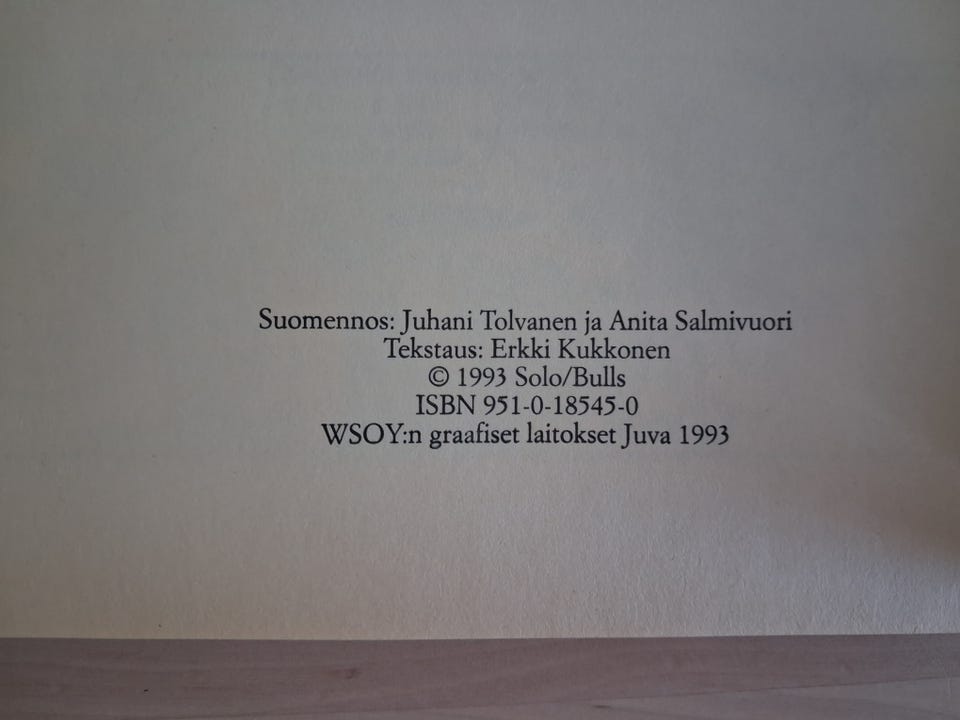 Suomennos: Juhani Tolvanen ja Anita Salmivuori
Tekstaus: Erkki Kukkonen
© 1993 Solo/Bulls
ISBN 951-0-18545-0
WSOY:n graafiset laitokset Juva 1993